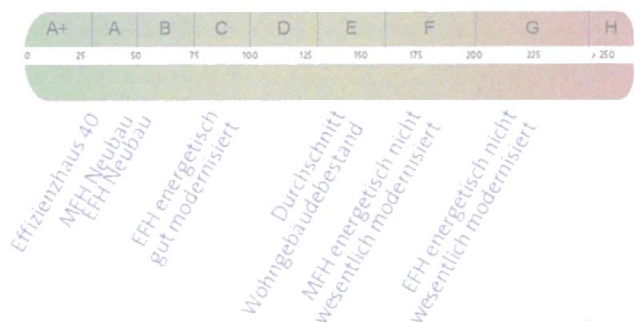 A+ A B C D E F G H
0 25 50 75 100 125 150 175 200 225 > 250
Effizienzhaus 40
MFH Neubau
EFH Neubau
EFH energetisch
gut modernisiert
Durchschnitt
Wohngebäudebestand
MFH energetisch nicht
wesentlich modernisiert
EFH energetisch nicht
wesentlich modernisiert